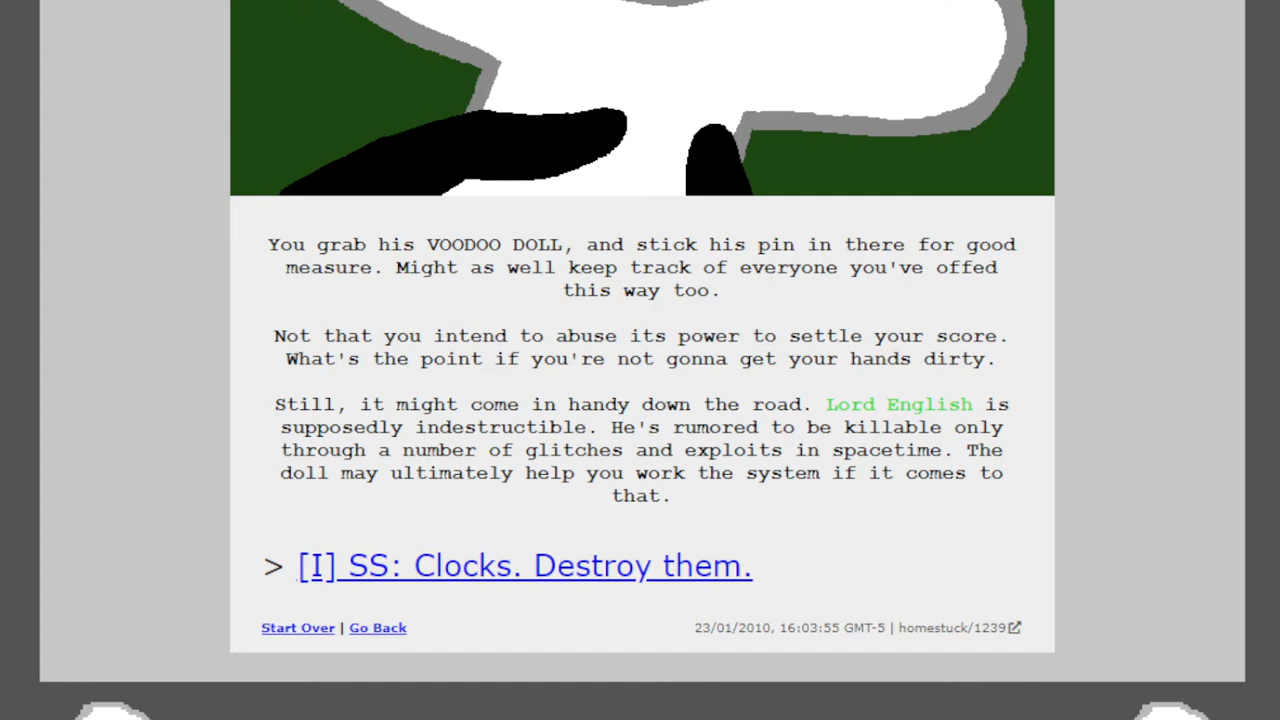 You grab his VOODOO DOLL, and stick his pin in there for good
measure. Might as well keep track of everyone you've offed
this way too.
Not that you intend to abuse its power to settle your score.
What's the point if you're not gonna get your hands dirty.
Still, it might come in handy down the road. Lord English is
supposedly indestructible. He's rumored to be killable only
through a number of glitches and exploits in spacetime. The
doll may ultimately help you work the system if it comes to
that.
> [I] SS: Clocks. Destroy them.
Start Over | Go Back 23/01/2010, 16:03:55 GMT-5 | homestuck/1239